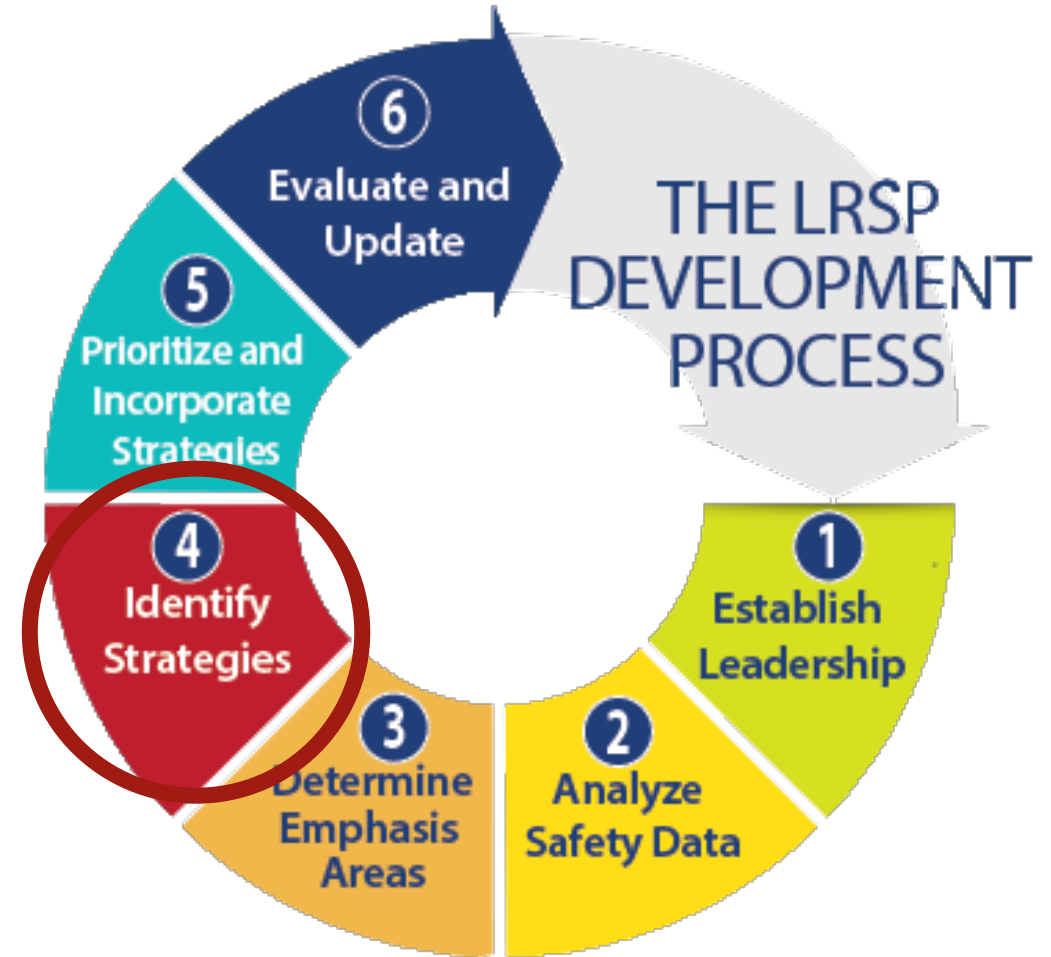 THE LRSP
DEVELOPMENT
PROCESS
1
Establish
Leadership
2
Analyze
Safety Data
3
Determine
Emphasis
Areas
4
Identify
Strategies
5
Prioritize and
Incorporate
Strategies
6
Evaluate and
Update